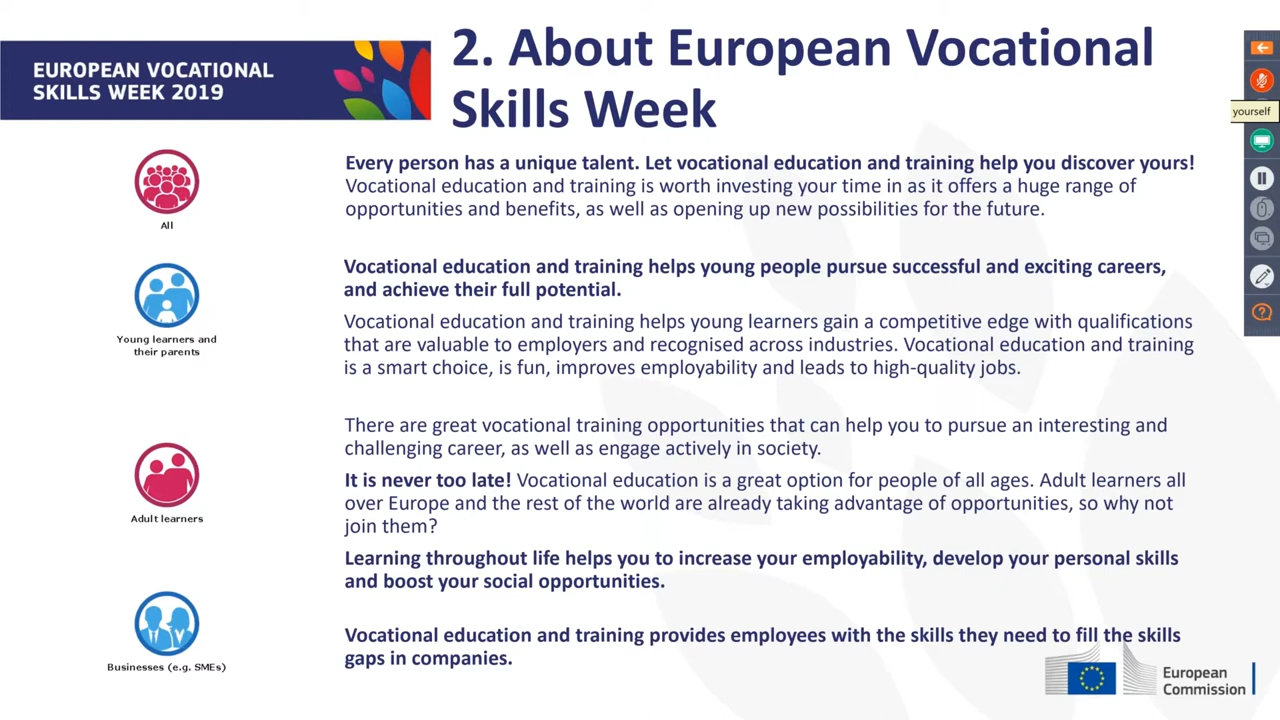 EUROPEAN VOCATIONAL
SKILLS WEEK 2019
2. About European Vocational
Skills Week
yourself
All
Every person has a unique talent. Let vocational education and training help you discover yours!
Vocational education and training is worth investing your time in as it offers a huge range of
opportunities and benefits, as well as opening up new possibilities for the future.
Young learners and
their parents
Vocational education and training helps young people pursue successful and exciting careers,
and achieve their full potential.
Vocational education and training helps young learners gain a competitive edge with qualifications
that are valuable to employers and recognised across industries. Vocational education and training
is a smart choice, is fun, improves employability and leads to high-quality jobs.
Adult learners
There are great vocational training opportunities that can help you to pursue an interesting and
challenging career, as well as engage actively in society.
It is never too late! Vocational education is a great option for people of all ages. Adult learners all
over Europe and the rest of the world are already taking advantage of opportunities, so why not
join them?
Learning throughout life helps you to increase your employability, develop your personal skills
and boost your social opportunities.
Businesses (e.g. SMEs)
Vocational education and training provides employees with the skills they need to fill the skills
gaps in companies.
European
Commission